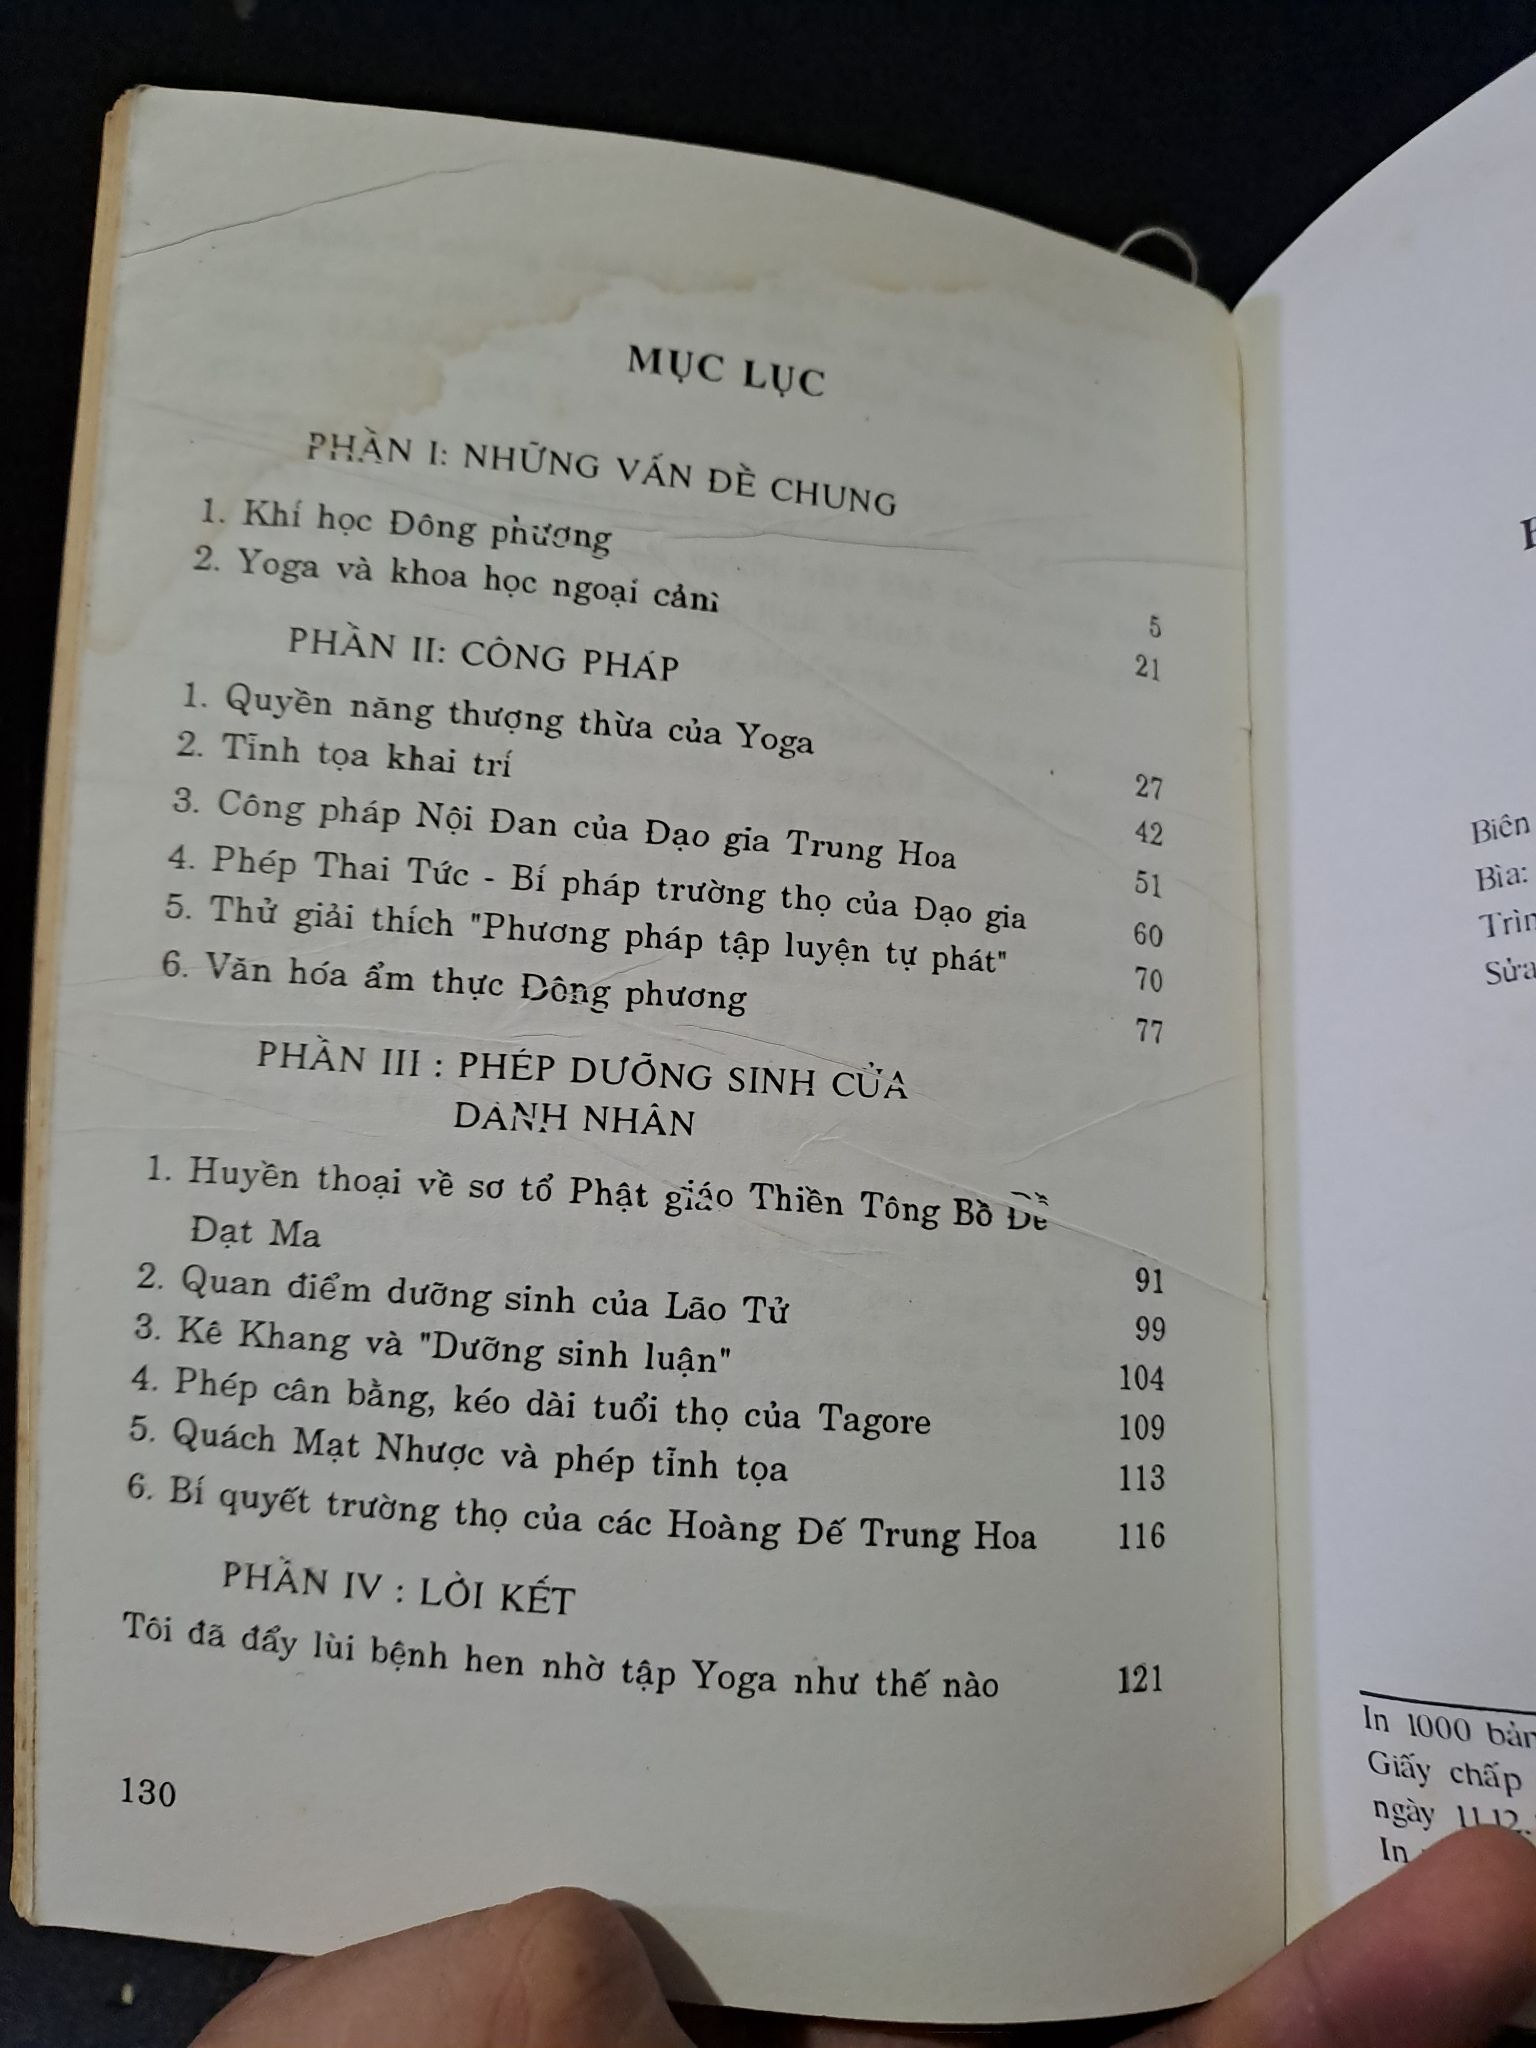 MỤC LỤC
PHẦN I: NHỮNG VẤN ĐỀ CHUNG
1. Khí học Đông phương 5
2. Yoga và khoa học ngoại cảm 21
PHẦN II: CÔNG PHÁP
1. Quyền năng thượng thừa của Yoga 27
2. Tĩnh tọa khai trí 42
3. Công pháp Nội Đan của Đạo gia Trung Hoa 51
4. Phép Thai Tức - Bí pháp trường thọ của Đạo gia 60
5. Thử giải thích "Phương pháp tập luyện tự phát" 70
6. Văn hóa ẩm thực Đông phương 77
PHẦN III : PHÉP DƯỠNG SINH CỦA
DANH NHÂN
1. Huyền thoại về sơ tổ Phật giáo Thiền Tông Bồ Đề
Đạt Ma 91
2. Quan điểm dưỡng sinh của Lão Tử 99
3. Kê Khang và "Dưỡng sinh luận" 104
4. Phép cân bằng, kéo dài tuổi thọ của Tagore 109
5. Quách Mạt Nhược và phép tĩnh tọa 113
6. Bí quyết trường thọ của các Hoàng Đế Trung Hoa 116
PHẦN IV : LỜI KẾT
Tôi đã đẩy lùi bệnh hen nhờ tập Yoga như thế nào 121
130
Biên
Bìa:
Sửa
In 1000 bản
Giấy chấp
ngày 11.12.
In